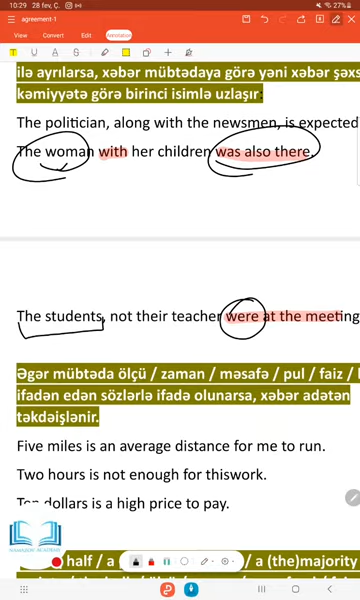 10:29 28 fev, Ç.
27%
agreement-1
View
Convert
Edit
Annotation
T U A S
ilə ayrılarsa, xəbər mübtədaya görə yəni xəbər şəxs
kəmiyyətə görə birinci isimlə uzlaşır:
The politician, along with the newsmen, is expected
The woman with her children was also there.
The students, not their teacher were at the meeting
Əgər mübtəda ölçü / zaman / məsafə / pul / faiz /
ifadən edən sözlərlə ifadə olunarsa, xəbər adətən
təkdəişlənir.
Five miles is an average distance for me to run.
Two hours is not enough for thiswork.
Ten dollars is a high price to pay.
half / a / a (the)majority